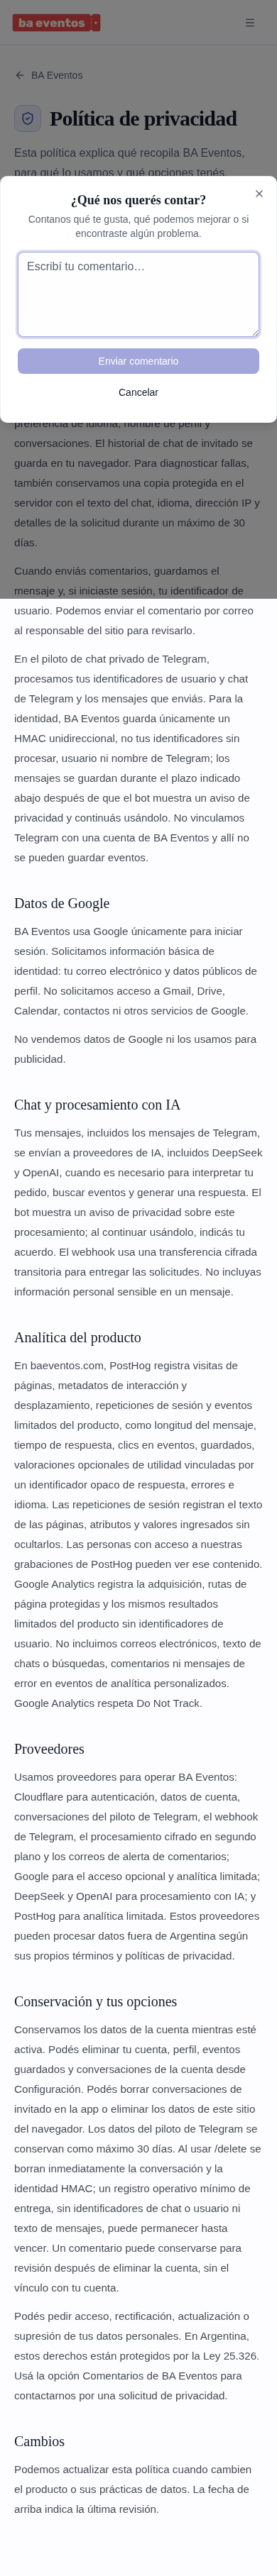 ba eventos
BA Eventos
Política de privacidad
Esta política explica qué recopila BA Eventos,
para qué lo usamos y qué opciones tenés.
¿Qué nos querés contar?
Contanos qué te gusta, qué podemos mejorar o si
encontraste algún problema.
Escribí tu comentario…
Enviar comentario
Cancelar
preferencia de idioma, nombre de perfil y
conversaciones. El historial de chat de invitado se
guarda en tu navegador. Para diagnosticar fallas,
también conservamos una copia protegida en el
servidor con el texto del chat, idioma, dirección IP y
detalles de la solicitud durante un máximo de 30
días.
Cuando enviás comentarios, guardamos el
mensaje y, si iniciaste sesión, tu identificador de
usuario. Podemos enviar el comentario por correo
al responsable del sitio para revisarlo.
En el piloto de chat privado de Telegram,
procesamos tus identificadores de usuario y chat
de Telegram y los mensajes que enviás. Para la
identidad, BA Eventos guarda únicamente un
HMAC unidireccional, no tus identificadores sin
procesar, usuario ni nombre de Telegram; los
mensajes se guardan durante el plazo indicado
abajo después de que el bot muestra un aviso de
privacidad y continuás usándolo. No vinculamos
Telegram con una cuenta de BA Eventos y allí no
se pueden guardar eventos.
Datos de Google
BA Eventos usa Google únicamente para iniciar
sesión. Solicitamos información básica de
identidad: tu correo electrónico y datos públicos de
perfil. No solicitamos acceso a Gmail, Drive,
Calendar, contactos ni otros servicios de Google.
No vendemos datos de Google ni los usamos para
publicidad.
Chat y procesamiento con IA
Tus mensajes, incluidos los mensajes de Telegram,
se envían a proveedores de IA, incluidos DeepSeek
y OpenAI, cuando es necesario para interpretar tu
pedido, buscar eventos y generar una respuesta. El
bot muestra un aviso de privacidad sobre este
procesamiento; al continuar usándolo, indicás tu
acuerdo. El webhook usa una transferencia cifrada
transitoria para entregar las solicitudes. No incluyas
información personal sensible en un mensaje.
Analítica del producto
En baeventos.com, PostHog registra visitas de
páginas, metadatos de interacción y
desplazamiento, repeticiones de sesión y eventos
limitados del producto, como longitud del mensaje,
tiempo de respuesta, clics en eventos, guardados,
valoraciones opcionales de utilidad vinculadas por
un identificador opaco de respuesta, errores e
idioma. Las repeticiones de sesión registran el texto
de las páginas, atributos y valores ingresados sin
ocultarlos. Las personas con acceso a nuestras
grabaciones de PostHog pueden ver ese contenido.
Google Analytics registra la adquisición, rutas de
página protegidas y los mismos resultados
limitados del producto sin identificadores de
usuario. No incluimos correos electrónicos, texto de
chats o búsquedas, comentarios ni mensajes de
error en eventos de analítica personalizados.
Google Analytics respeta Do Not Track.
Proveedores
Usamos proveedores para operar BA Eventos:
Cloudflare para autenticación, datos de cuenta,
conversaciones del piloto de Telegram, el webhook
de Telegram, el procesamiento cifrado en segundo
plano y los correos de alerta de comentarios;
Google para el acceso opcional y analítica limitada;
DeepSeek y OpenAI para procesamiento con IA; y
PostHog para analítica limitada. Estos proveedores
pueden procesar datos fuera de Argentina según
sus propios términos y políticas de privacidad.
Conservación y tus opciones
Conservamos los datos de la cuenta mientras esté
activa. Podés eliminar tu cuenta, perfil, eventos
guardados y conversaciones de la cuenta desde
Configuración. Podés borrar conversaciones de
invitado en la app o eliminar los datos de este sitio
del navegador. Los datos del piloto de Telegram se
conservan como máximo 30 días. Al usar /delete se
borran inmediatamente la conversación y la
identidad HMAC; un registro operativo mínimo de
entrega, sin identificadores de chat o usuario ni
texto de mensajes, puede permanecer hasta
vencer. Un comentario puede conservarse para
revisión después de eliminar la cuenta, sin el
vínculo con tu cuenta.
Podés pedir acceso, rectificación, actualización o
supresión de tus datos personales. En Argentina,
estos derechos están protegidos por la Ley 25.326.
Usá la opción Comentarios de BA Eventos para
contactarnos por una solicitud de privacidad.
Cambios
Podemos actualizar esta política cuando cambien
el producto o sus prácticas de datos. La fecha de
arriba indica la última revisión.